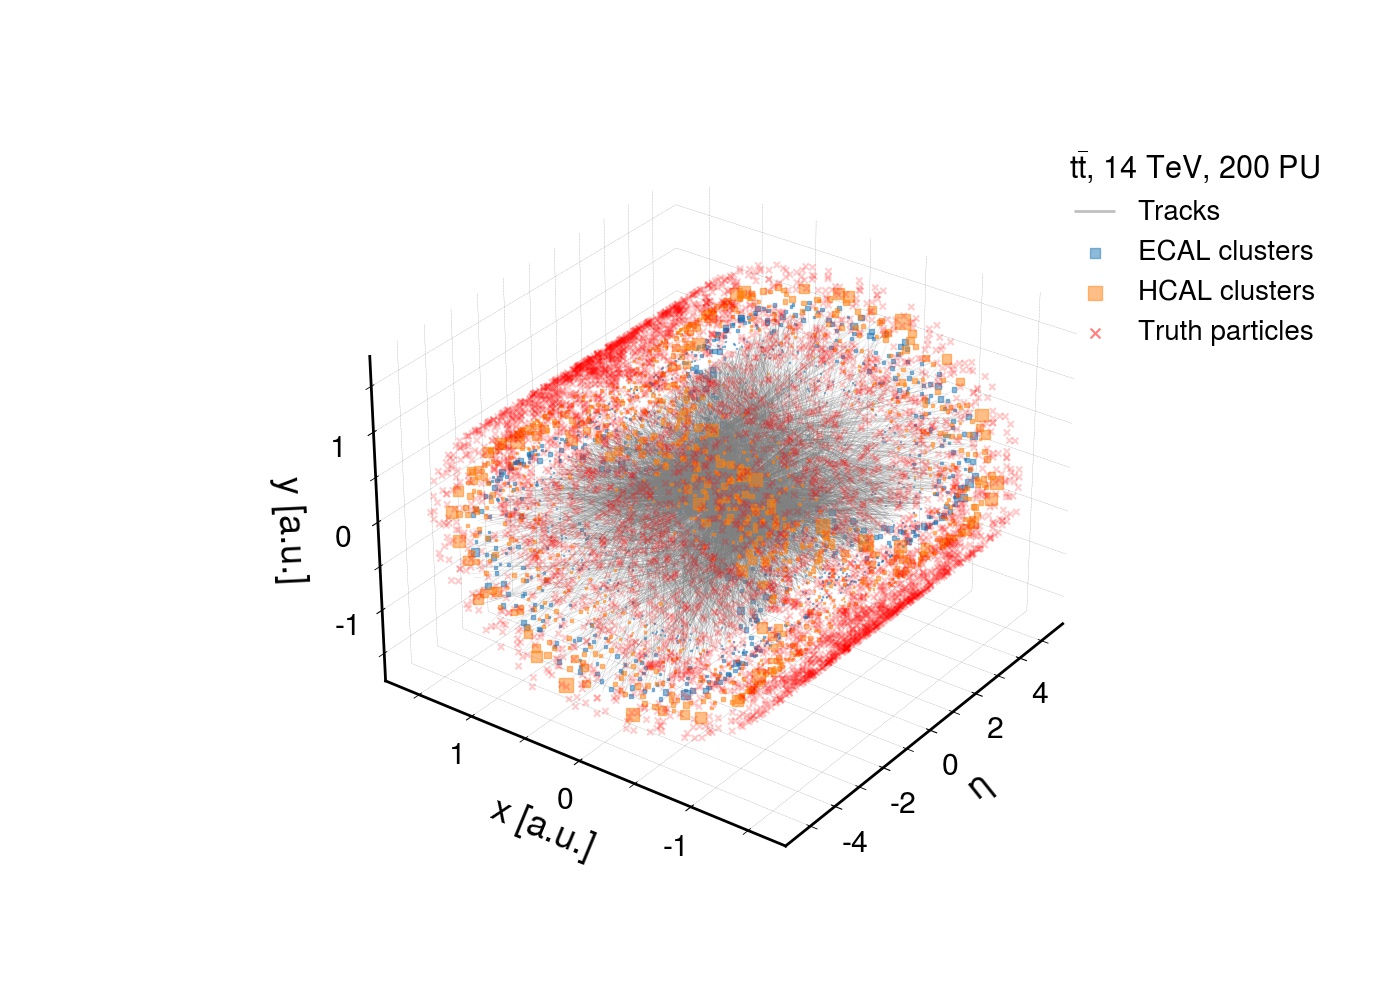 tt̄, 14 TeV, 200 PU
Tracks
ECAL clusters
HCAL clusters
Truth particles
1
0
-1
y [a.u.]
1
0
-1
x [a.u.]
-4
-2
0
2
4
η